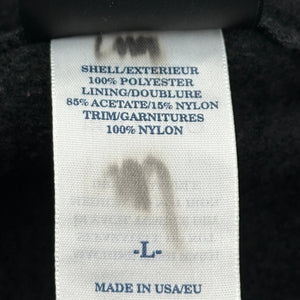 SHELL/EXTERIEUR
100% POLYESTER
LINING/DOUBLURE
85% ACETATE/15% NYLON
TRIM/GARNITURES
100% NYLON
-L-
MADE IN USA/EU